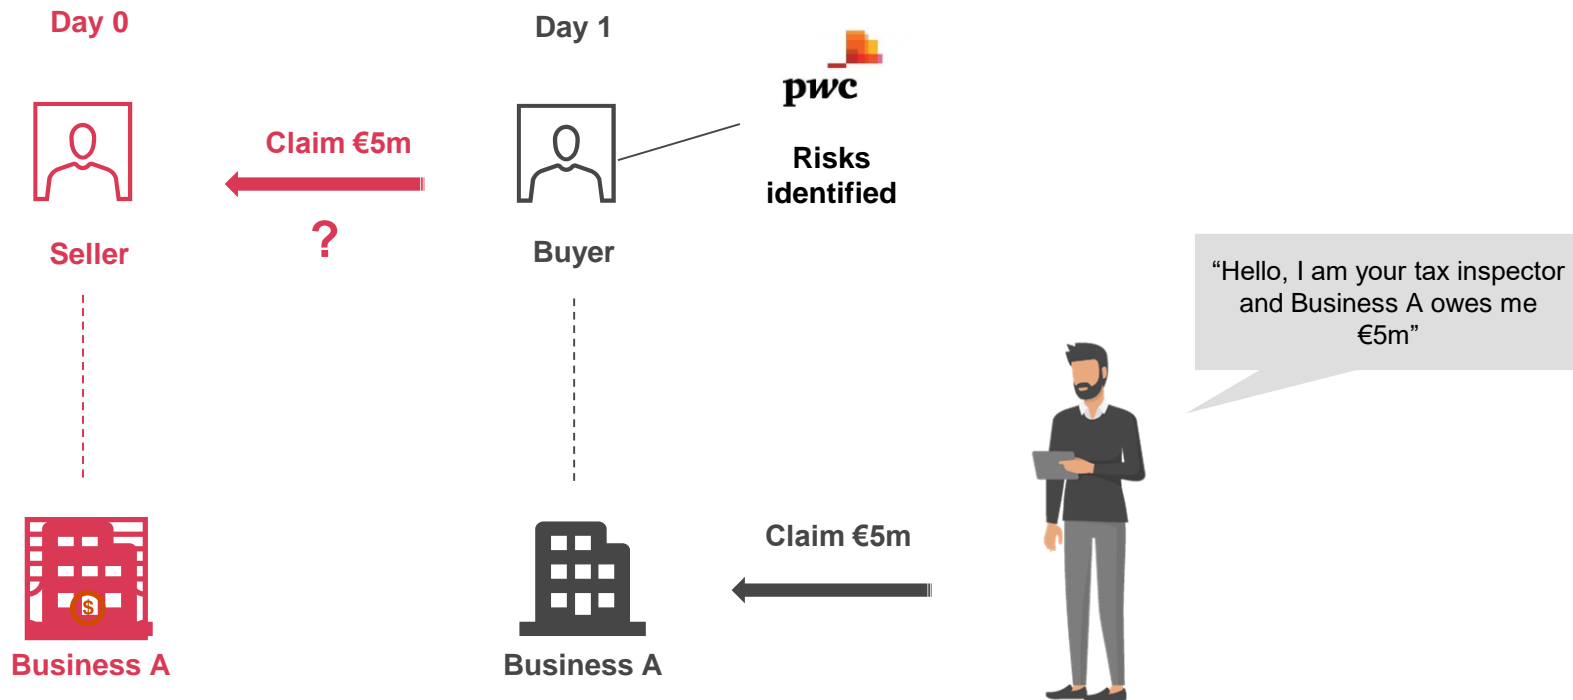 Day 0
Day 1
pwc
Claim €5m
Risks
identified
?
Seller
Buyer
“Hello, I am your tax inspector
and Business A owes me
€5m”
Claim €5m
$
Business A
Business A